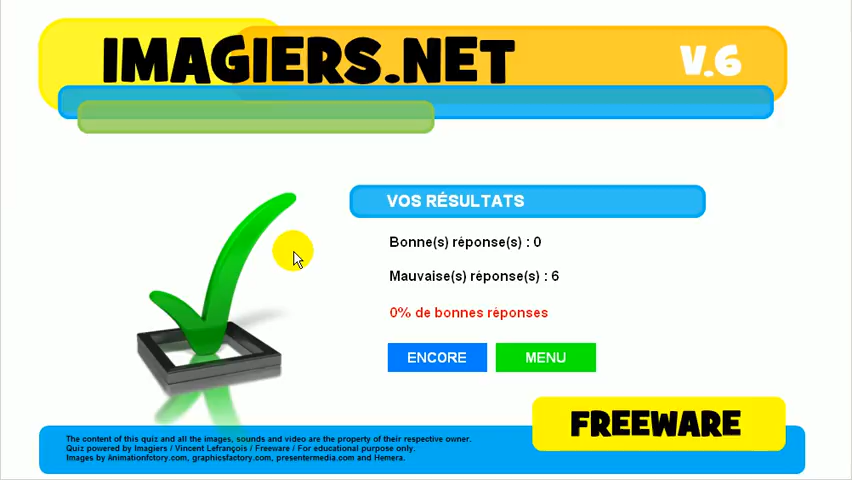 IMAGIERS.NET
V.6
VOS RÉSULTATS
Bonne(s) réponse(s) : 0
Mauvaise(s) réponse(s) : 6
0% de bonnes réponses
ENCORE
MENU
FREEWARE
The content of this quiz and all the images, sounds and video are the property of their respective owner.
Quiz powered by Imagiers / Vincent Lefrançois / Freeware / For educational purpose only.
Images by Animationfctory.com, graphicsfactory.com, presentermedia.com and Hemera.